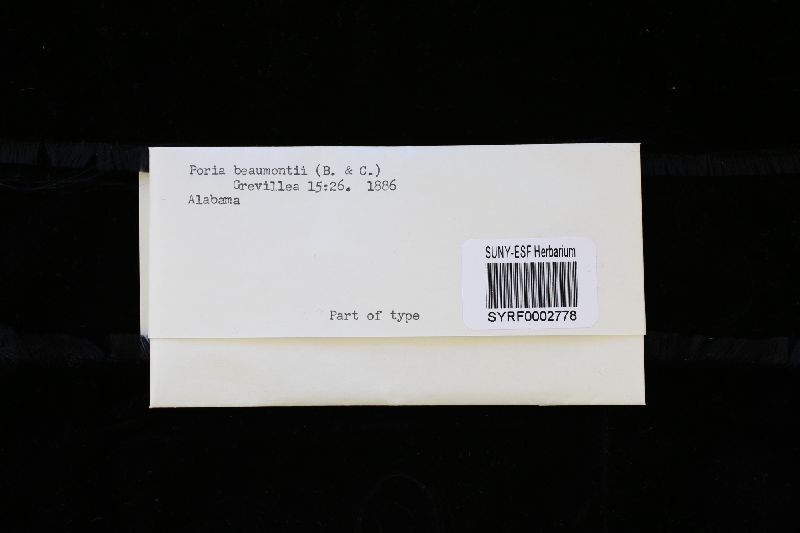 Poria beaumontii (B. & C.)
Grevillea 15:26. 1886
Alabama
SUNY-ESF Herbarium
SYRF0002778
Part of type